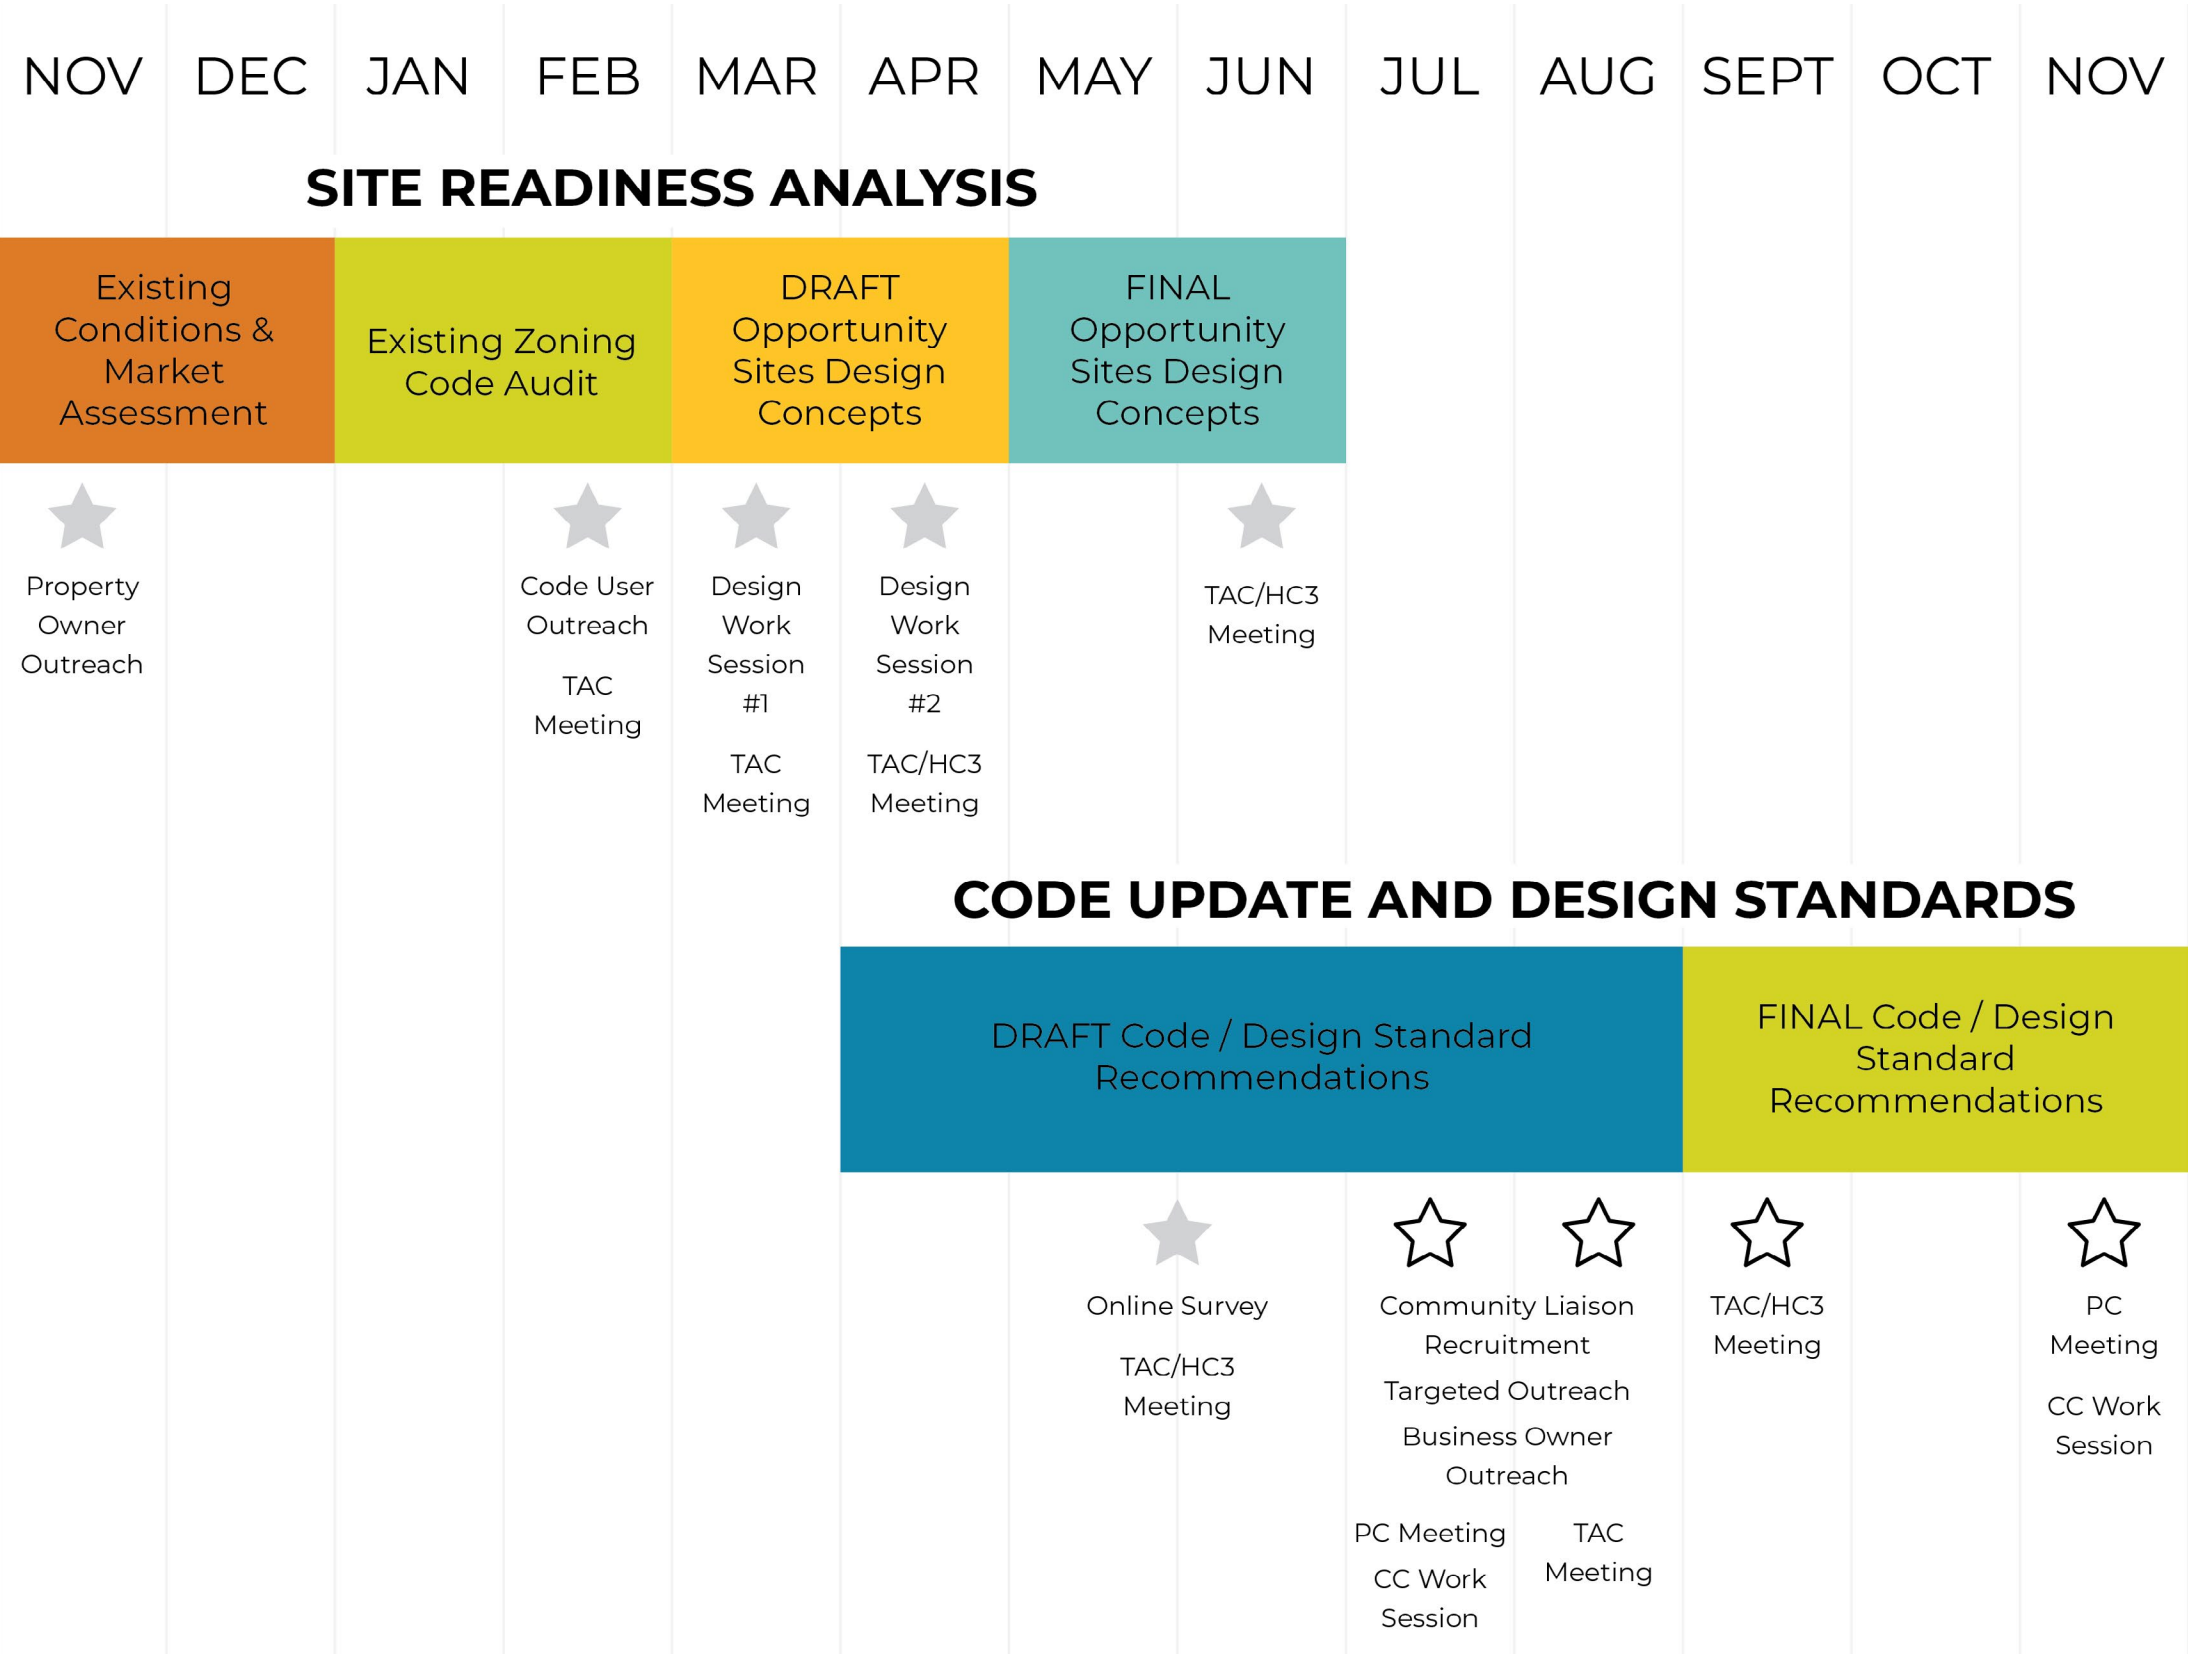 NOV DEC JAN FEB MAR APR MAY JUN JUL AUG SEPT OCT NOV
SITE READINESS ANALYSIS
Existing
Conditions &
Market
Assessment
Existing Zoning
Code Audit
DRAFT
Opportunity
Sites Design
Concepts
FINAL
Opportunity
Sites Design
Concepts
Property
Owner
Outreach
Code User
Outreach
TAC
Meeting
Design
Work
Session
#1
TAC
Meeting
Design
Work
Session
#2
TAC/HC3
Meeting
TAC/HC3
Meeting
CODE UPDATE AND DESIGN STANDARDS
DRAFT Code / Design Standard
Recommendations
FINAL Code / Design
Standard
Recommendations
Online Survey
TAC/HC3
Meeting
Community Liaison
Recruitment
Targeted Outreach
Business Owner
Outreach
PC Meeting
CC Work
Session
TAC
Meeting
TAC/HC3
Meeting
PC
Meeting
CC Work
Session